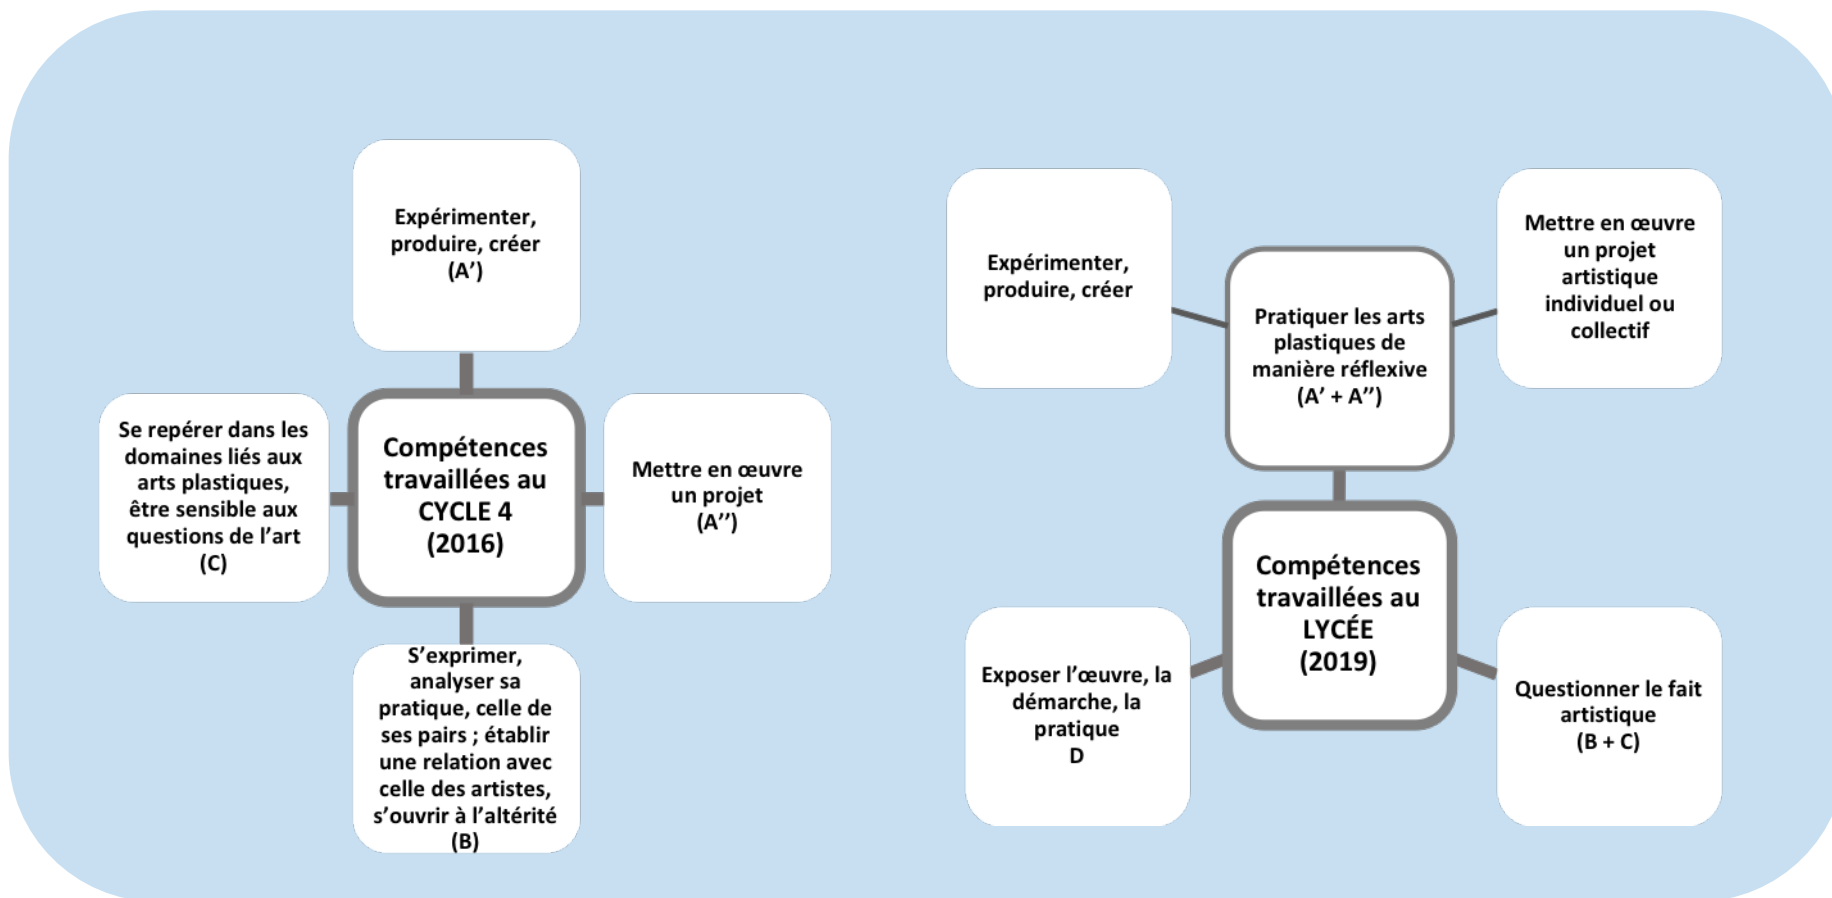 Expérimenter,
produire, créer
(A’)
Se repérer dans les
domaines liés aux
arts plastiques,
être sensible aux
questions de l’art
(C)
Compétences
travaillées au
CYCLE 4
(2016)
Mettre en œuvre
un projet
(A’’)
S’exprimer,
analyser sa
pratique, celle de
ses pairs ; établir
une relation avec
celle des artistes,
s’ouvrir à l’altérité
(B)
Expérimenter,
produire, créer
Pratiquer les arts
plastiques de
manière réflexive
(A’ + A’’)
Mettre en œuvre
un projet
artistique
individuel ou
collectif
Compétences
travaillées au
LYCÉE
(2019)
Exposer l’œuvre, la
démarche, la
pratique
D
Questionner le fait
artistique
(B + C)